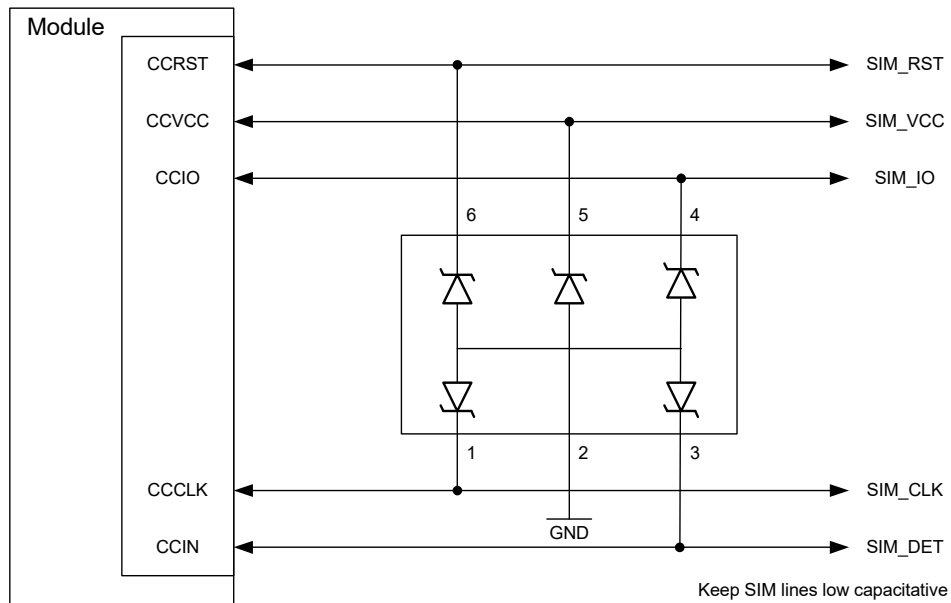 Module
CCRST SIM_RST
CCVCC SIM_VCC
CCIO SIM_IO
6 5 4
1 2 3
CCCLK SIM_CLK
GND
CCIN SIM_DET
Keep SIM lines low capacitative